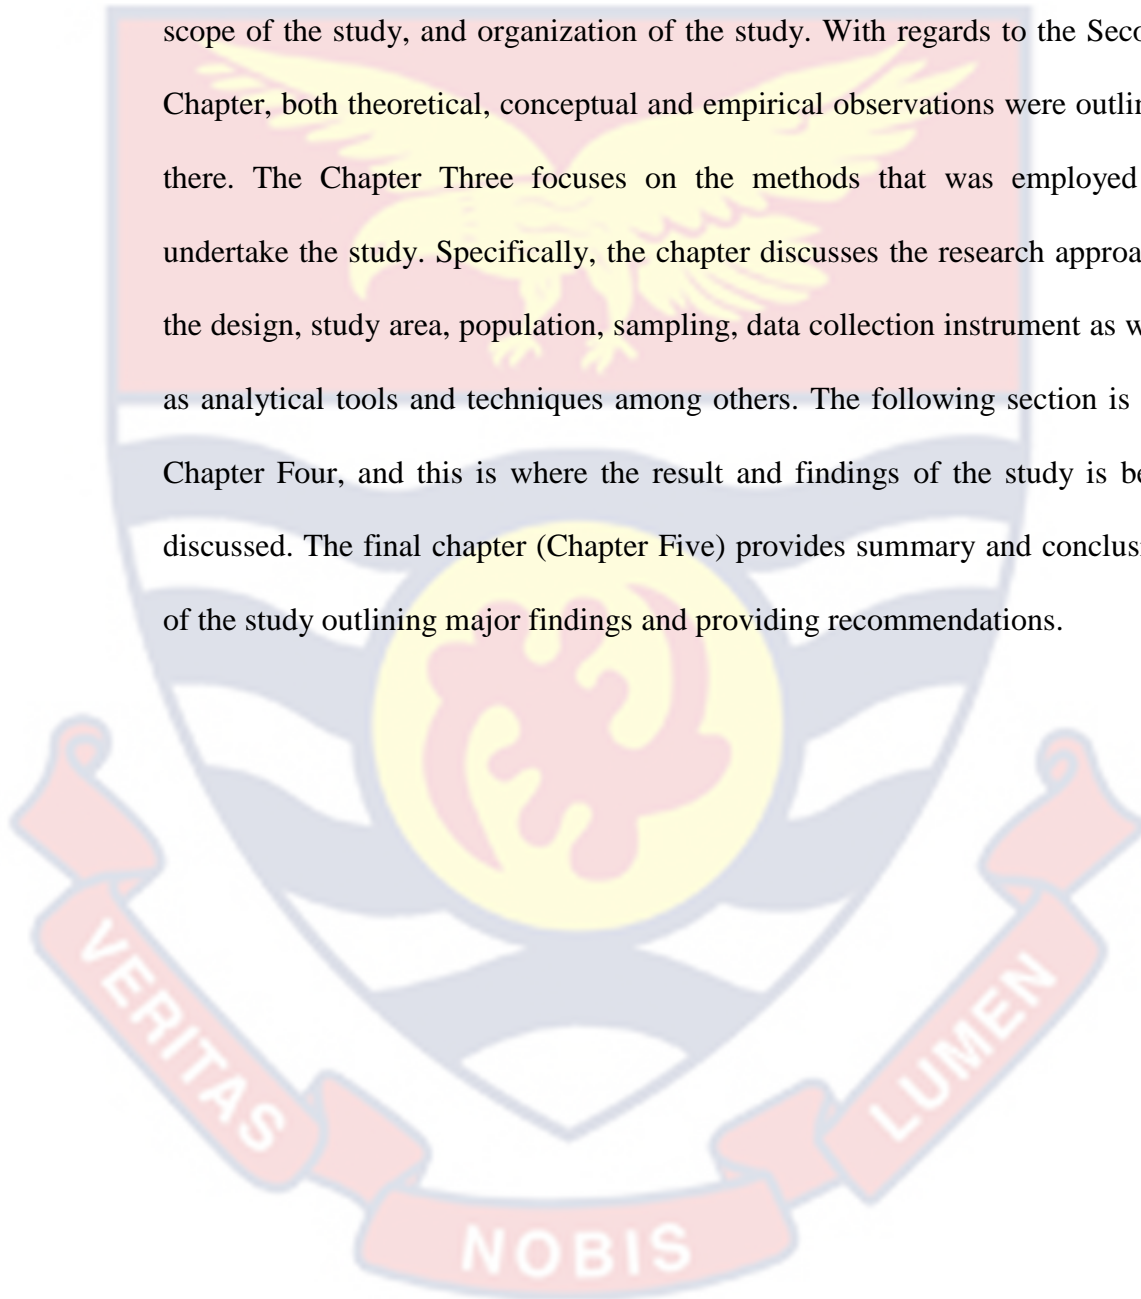 scope of the study, and organization of the study. With regards to the Seco
Chapter, both theoretical, conceptual and empirical observations were outlin
there. The Chapter Three focuses on the methods that was employed
undertake the study. Specifically, the chapter discusses the research approa
the design, study area, population, sampling, data collection instrument as w
as analytical tools and techniques among others. The following section is
Chapter Four, and this is where the result and findings of the study is be
discussed. The final chapter (Chapter Five) provides summary and conclusi
of the study outlining major findings and providing recommendations.
VERITAS
NOBIS
LUMEN